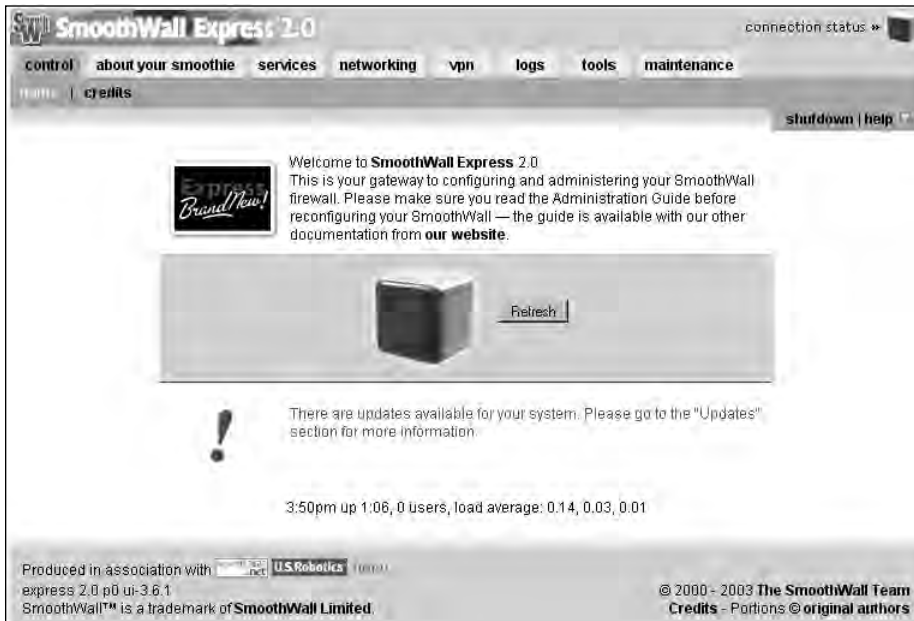 SmoothWall Express 2.0
connection status »
control about your smoothie services networking vpn logs tools maintenance
home | credits
shutdown | help
Express
Brand New!
Welcome to SmoothWall Express 2.0
This is your gateway to configuring and administering your SmoothWall
firewall. Please make sure you read the Administration Guide before
reconfiguring your SmoothWall — the guide is available with our other
documentation from our website.
Refresh
There are updates available for your system. Please go to the "Updates"
section for more information.
3:50pm up 1:06, 0 users, load average: 0.14, 0.03, 0.01
Produced in association with
.net
U.S.Robotics
express 2.0 p0 ui-3.6.1
SmoothWall™ is a trademark of SmoothWall Limited.
© 2000 - 2003 The SmoothWall Team
Credits - Portions © original authors